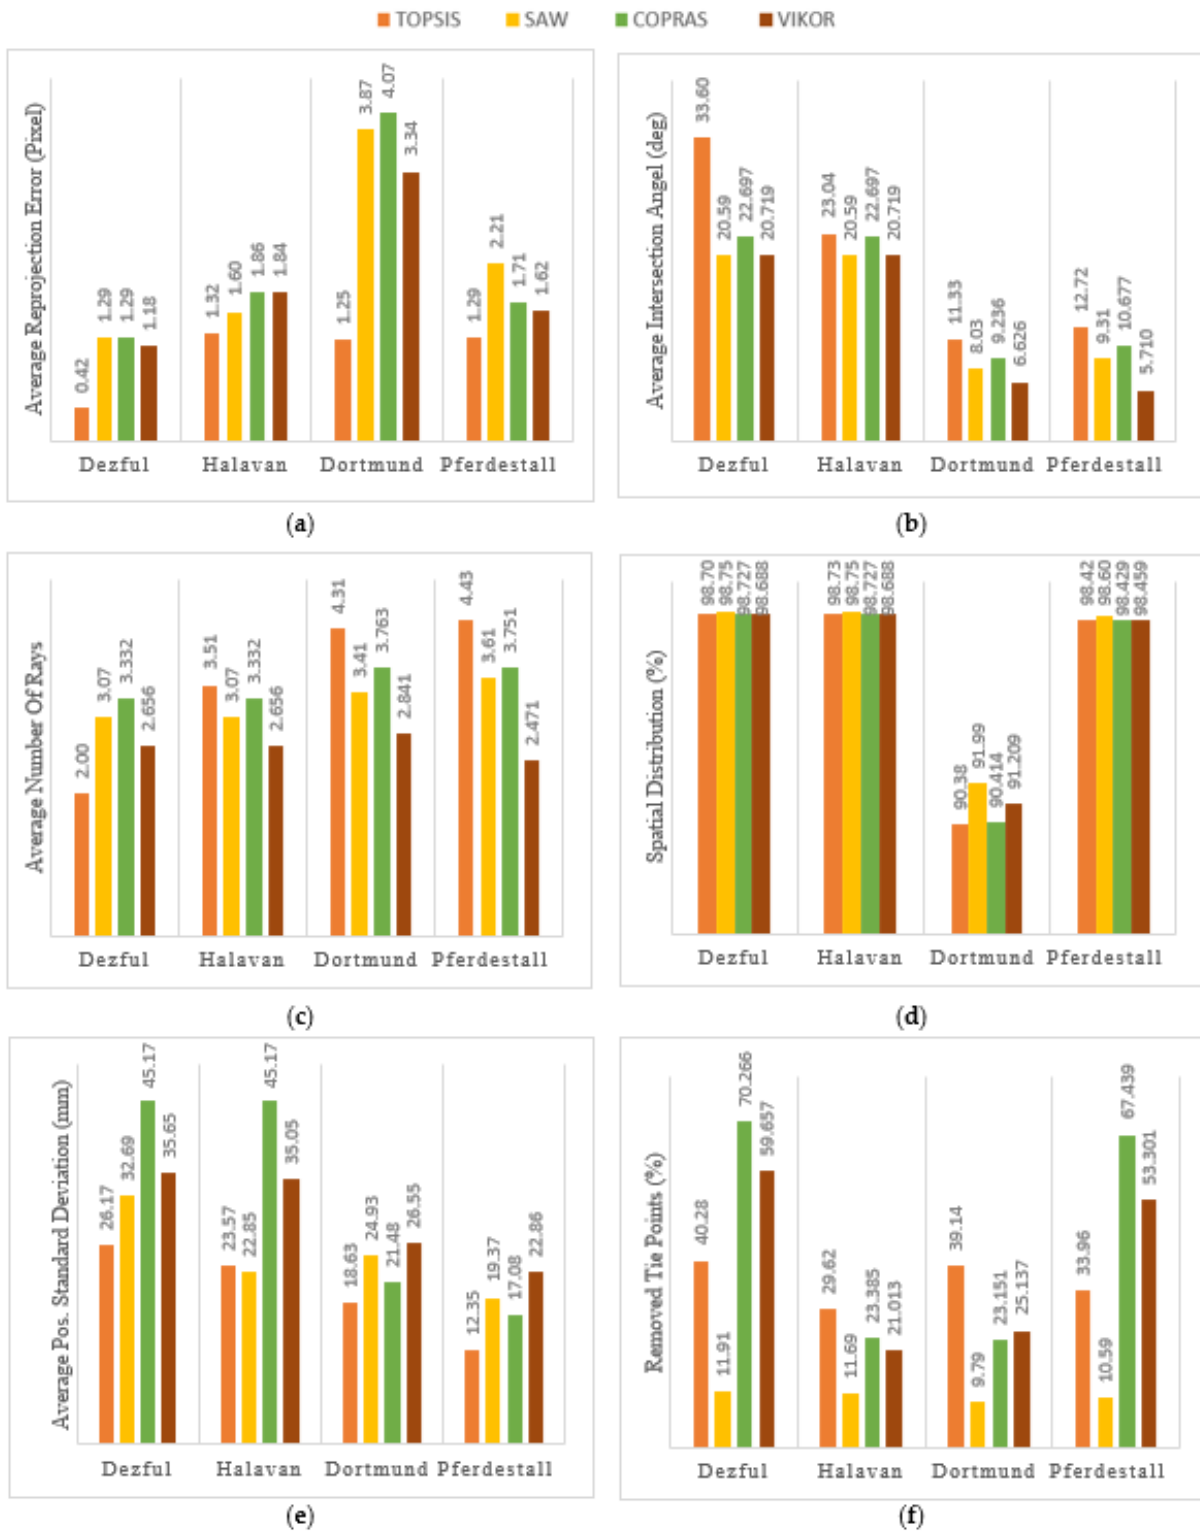 TOPSIS SAW COPRAS VIKOR
Average Reprojection Error (Pixel)
0.42 1.29 1.29 1.18 1.32 1.60 1.86 1.84 1.25 3.87 4.07 3.34 1.29 2.21 1.71 1.62
Dezful Halavan Dortmund Pferdestall
(a)
Average Intersection Angel (deg)
33.60 20.59 22.697 20.719 23.04 20.59 22.697 20.719 11.33 8.03 9.236 6.626 12.72 9.31 10.677 5.710
Dezful Halavan Dortmund Pferdestall
(b)
Average Number Of Rays
2.00 3.07 3.332 2.656 3.51 3.07 3.332 2.656 4.31 3.41 3.763 2.841 4.43 3.61 3.751 2.471
Dezful Halavan Dortmund Pferdestall
(c)
Spatial Distribution (%)
98.70 98.75 98.727 98.688 98.73 98.75 98.727 98.688 90.38 91.99 90.414 91.209 98.42 98.60 98.429 98.459
Dezful Halavan Dortmund Pferdestall
(d)
Average Pos. Standard Deviation (mm)
26.17 32.69 45.17 35.65 23.57 22.85 45.17 35.05 18.63 24.93 21.48 26.55 12.35 19.37 17.08 22.86
Dezful Halavan Dortmund Pferdestall
(e)
Removed Tie Points (%)
40.28 11.91 70.266 59.657 29.62 11.69 23.385 21.013 39.14 9.79 23.151 25.137 33.96 10.59 67.439 53.301
Dezful Halavan Dortmund Pferdestall
(f)